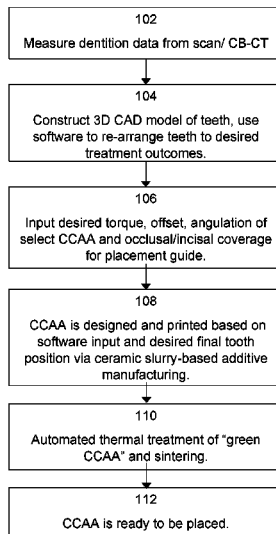 102
Measure dentition data from scan/ CB-CT
104
Construct 3D CAD model of teeth, use
software to re-arrange teeth to desired
treatment outcomes.
106
Input desired torque, offset, angulation of
select CCAA and occlusal/incisal coverage
for placement guide.
108
CCAA is designed and printed based on
software input and desired final tooth
position via ceramic slurry-based additive
manufacturing.
110
Automated thermal treatment of “green
CCAA” and sintering.
112
CCAA is ready to be placed.